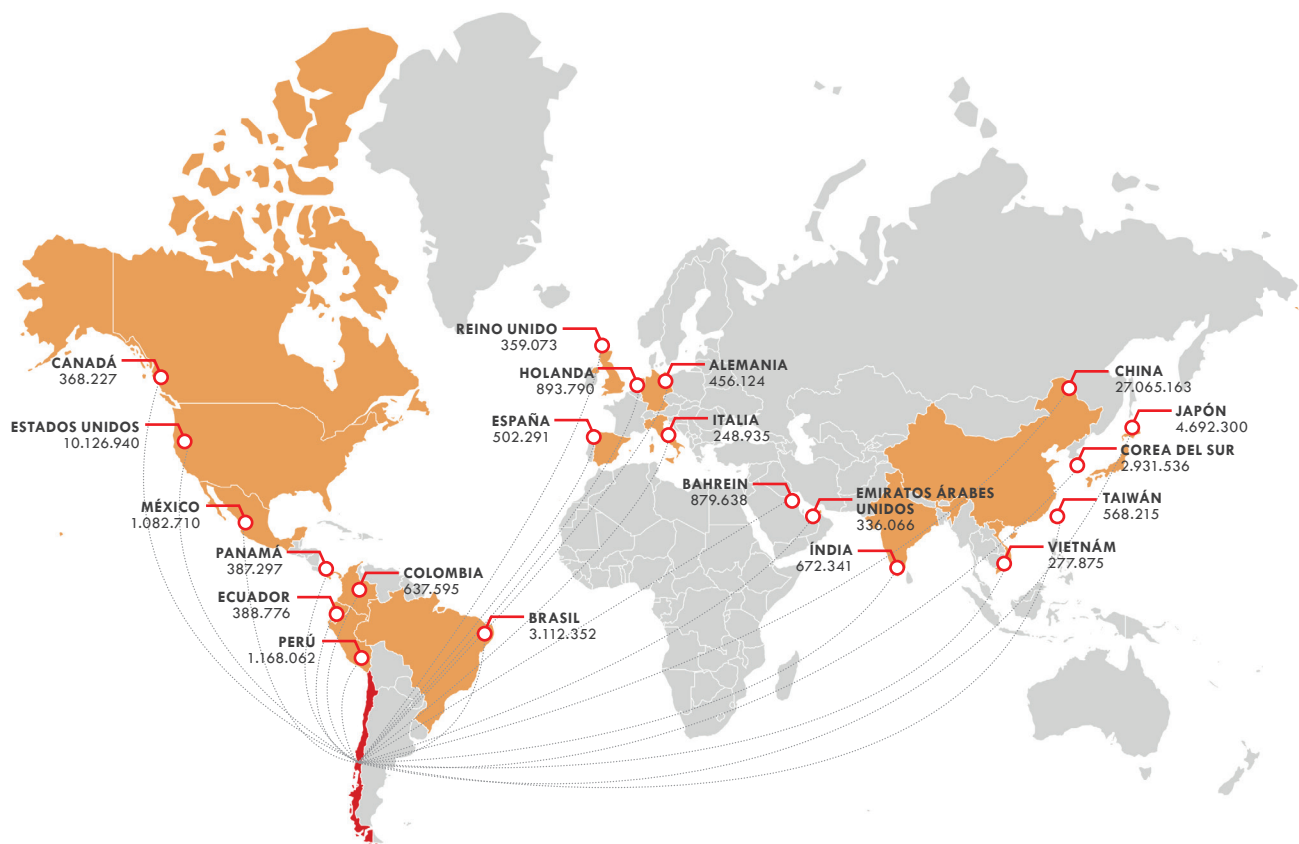 CANADÁ
368.227
ESTADOS UNIDOS
10.126.940
MÉXICO
1.082.710
PANAMÁ
387.297
ECUADOR
388.776
PERÚ
1.168.062
COLOMBIA
637.595
BRASIL
3.112.352
REINO UNIDO
359.073
HOLANDA
893.790
ESPAÑA
502.291
ALEMANIA
456.124
ITALIA
248.935
BAHREIN
879.638
EMIRATOS ÁRABES
UNIDOS
336.066
ÍNDIA
672.341
CHINA
27.065.163
JAPÓN
4.692.300
COREA DEL SUR
2.931.536
TAIWÁN
568.215
VIETNÁM
277.875